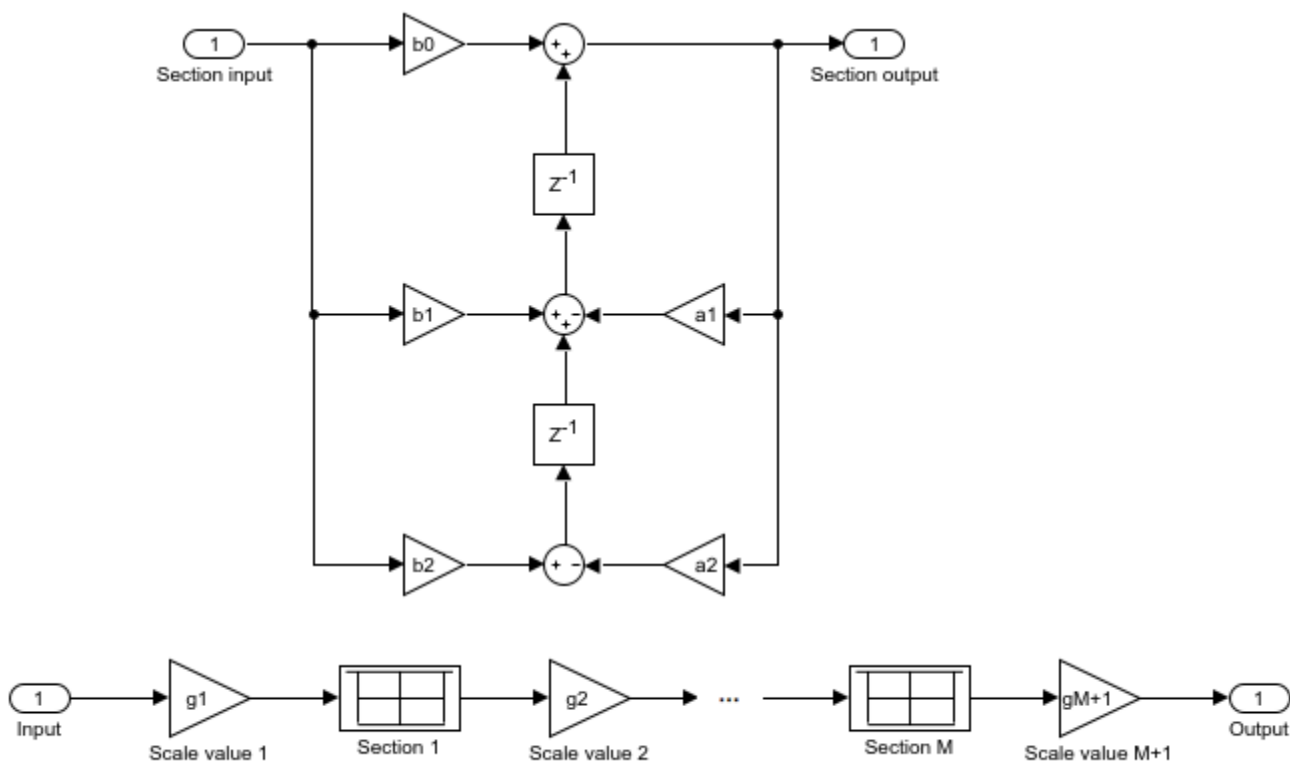 1 b0 + + 1
Section input Section output
Z-1
b1 + + - a1
Z-1
b2 + - a2
1 g1 g2 ... gM+1 1
Input Scale value 1 Section 1 Scale value 2 Section M Scale value M+1 Output